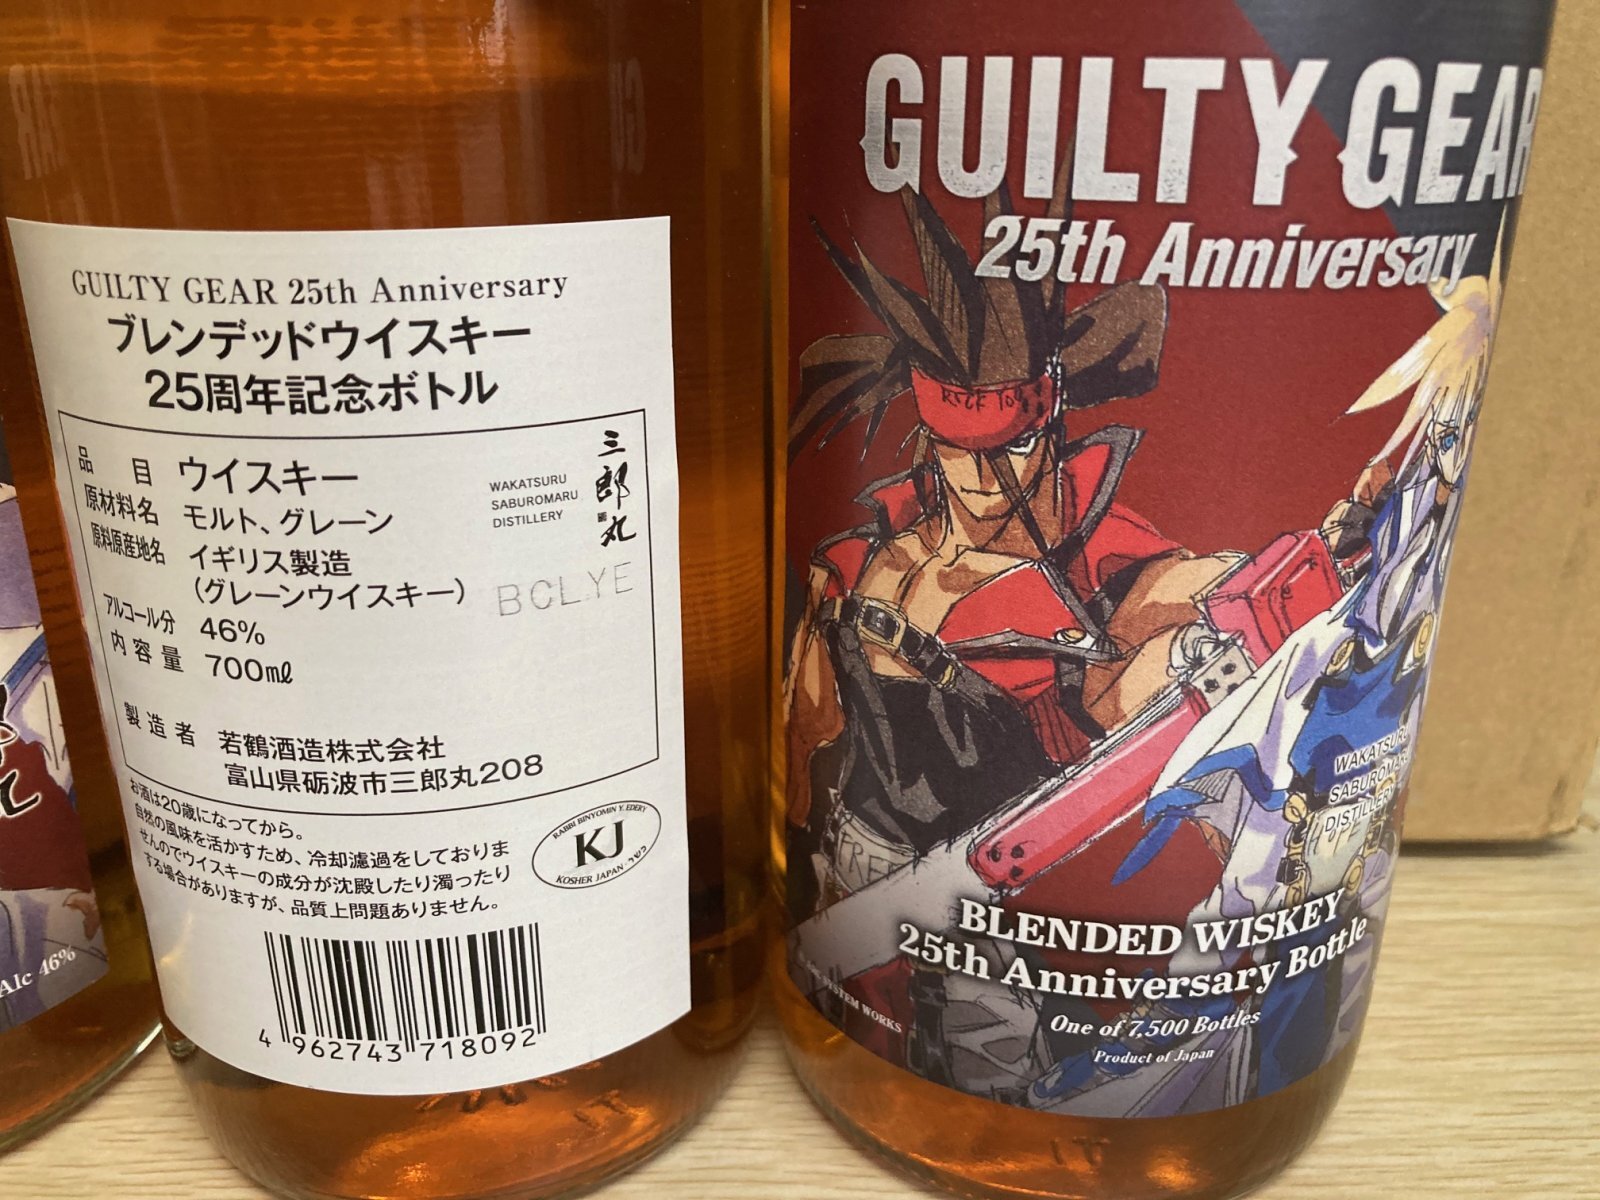 GUILTY GEAR 25th Anniversary
ブレンデッドウイスキー
25周年記念ボトル
品目 ウイスキー
原材料名 モルト、グレーン
原料原産地名 イギリス製造
(グレーンウイスキー)
アルコール分 46%
内容量 700㎖
製造者 若鶴酒造株式会社
富山県砺波市三郎丸208
WAKATSURU
SABUROMARU
DISTILLERY
三郎丸
BCLYE
お酒は20歳になってから。
自然の風味を活かすため、冷却濾過をしておりま
せんのでウイスキーの成分が沈殿したり濁ったり
する場合がありますが、品質上問題ありません。
RABBI BINYOMIN Y. EDERY
KJ
KOSHER JAPAN - כשר
4 962743 718092
Alc 46%
GUILTY GEAR
25th Anniversary
ROCK YO
FREE
WAKATSURU
SABUROMARU
DISTILLERY
BLENDED WISKEY
25th Anniversary Bottle
SYSTEM WORKS
One of 7,500 Bottles
Product of Japan